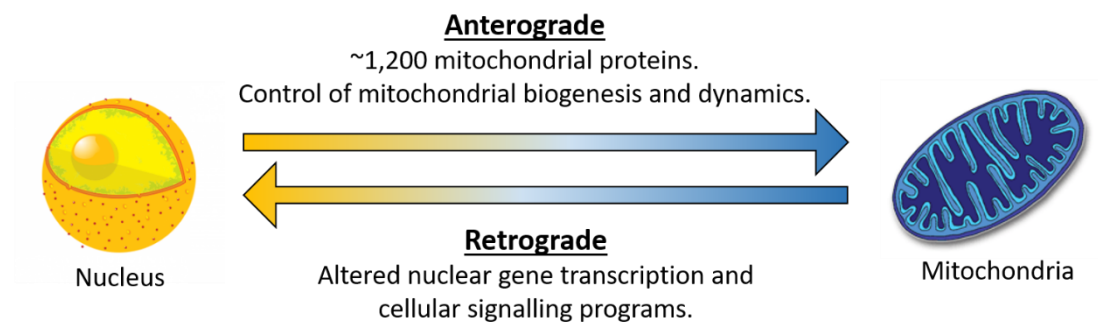 Anterograde
~1,200 mitochondrial proteins.
Control of mitochondrial biogenesis and dynamics.
Nucleus
Mitochondria
Retrograde
Altered nuclear gene transcription and
cellular signalling programs.